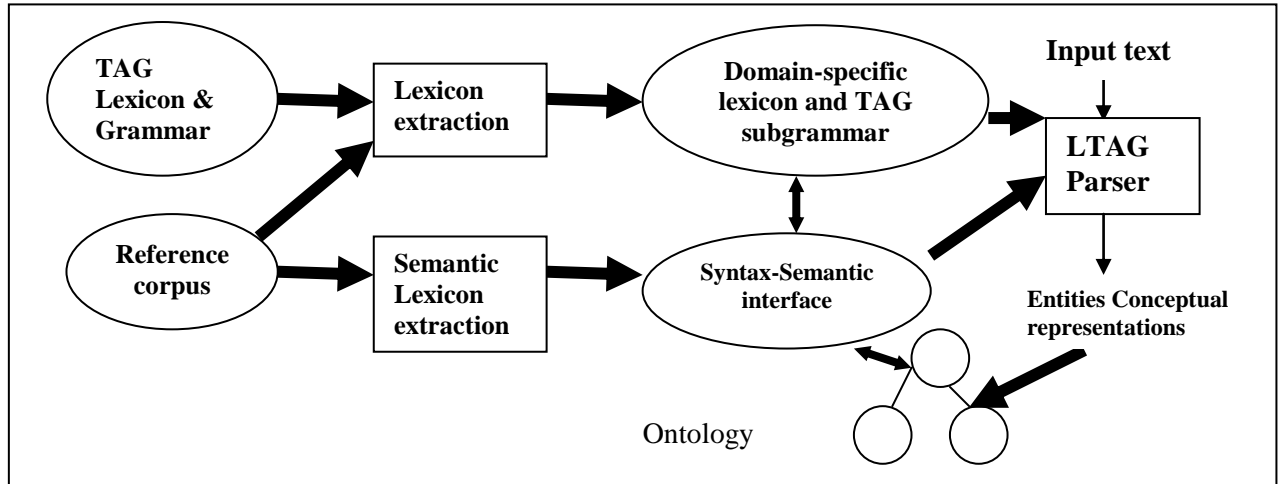 TAG
Lexicon &
Grammar
Lexicon
extraction
Domain-specific
lexicon and TAG
subgrammar
Input text
LTAG
Parser
Reference
corpus
Semantic
Lexicon
extraction
Syntax-Semantic
interface
Entities Conceptual
representations
Ontology